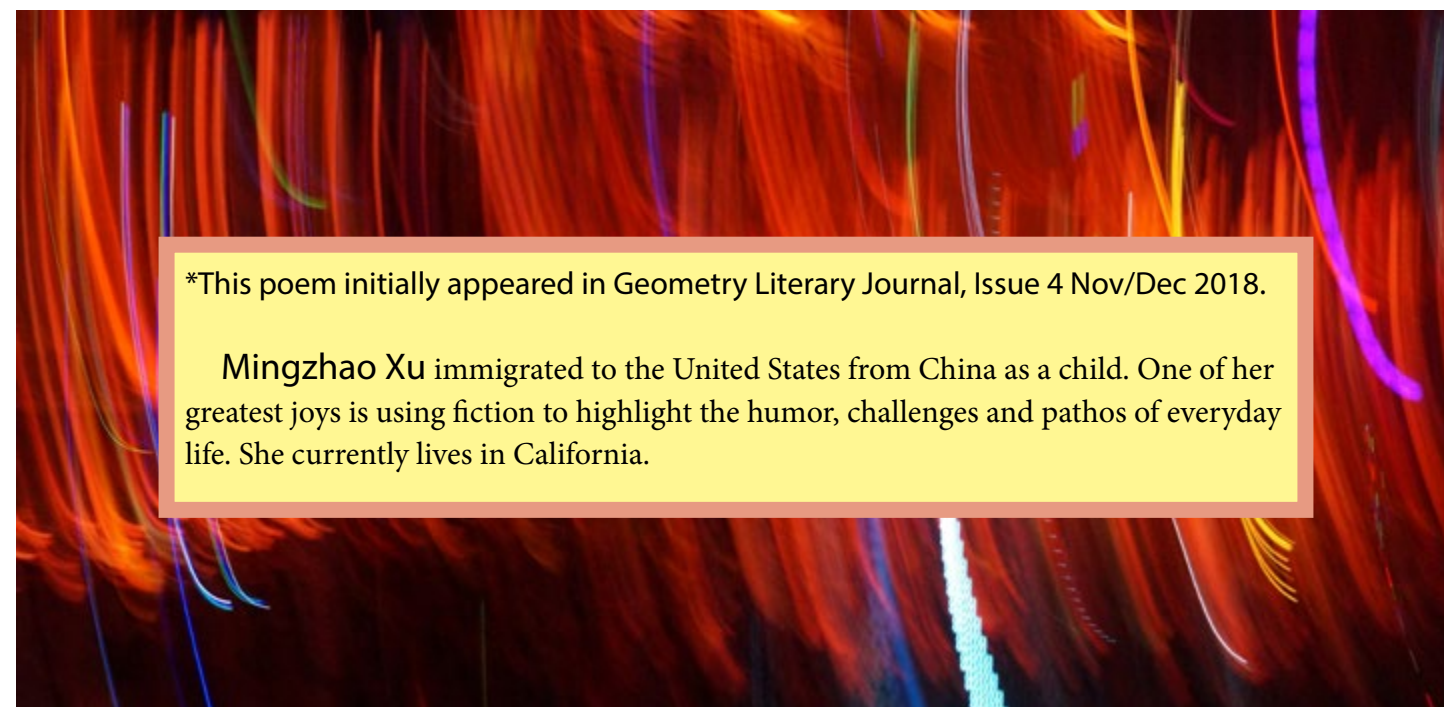 *This poem initially appeared in Geometry Literary Journal, Issue 4 Nov/Dec 2018.
Mingzhao Xu immigrated to the United States from China as a child. One of her
greatest joys is using fiction to highlight the humor, challenges and pathos of everyday
life. She currently lives in California.